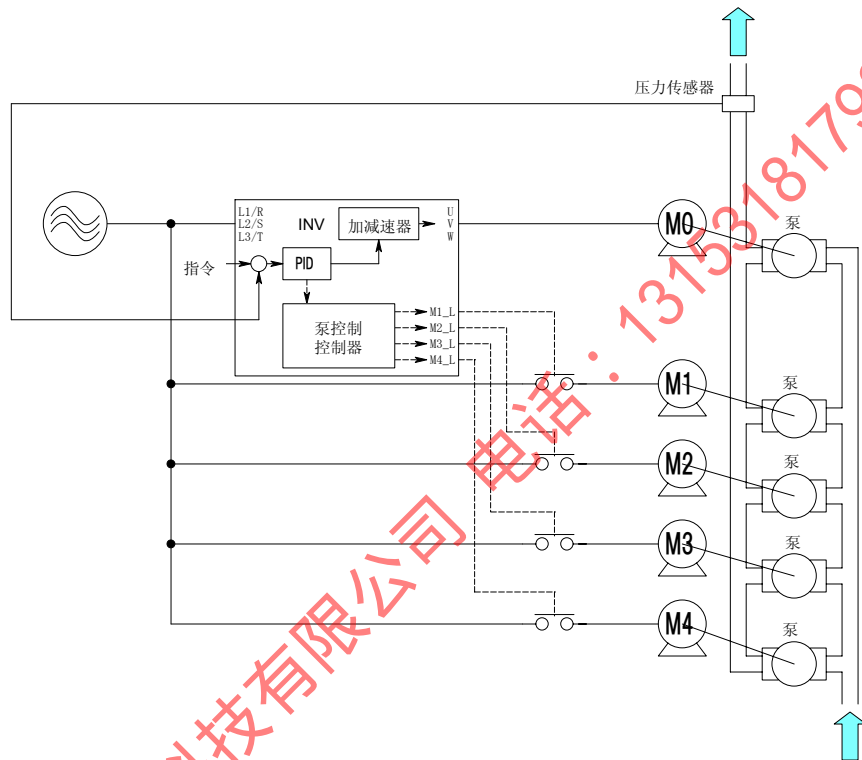 压力传感器
L1/R
L2/S
L3/T
INV
加减速器
U
V
W
M0
泵
指令
PID
泵控制
控制器
M1_L
M2_L
M3_L
M4_L
M1
泵
M2
泵
M3
泵
M4
泵
科技有限公司 电话：1315318179